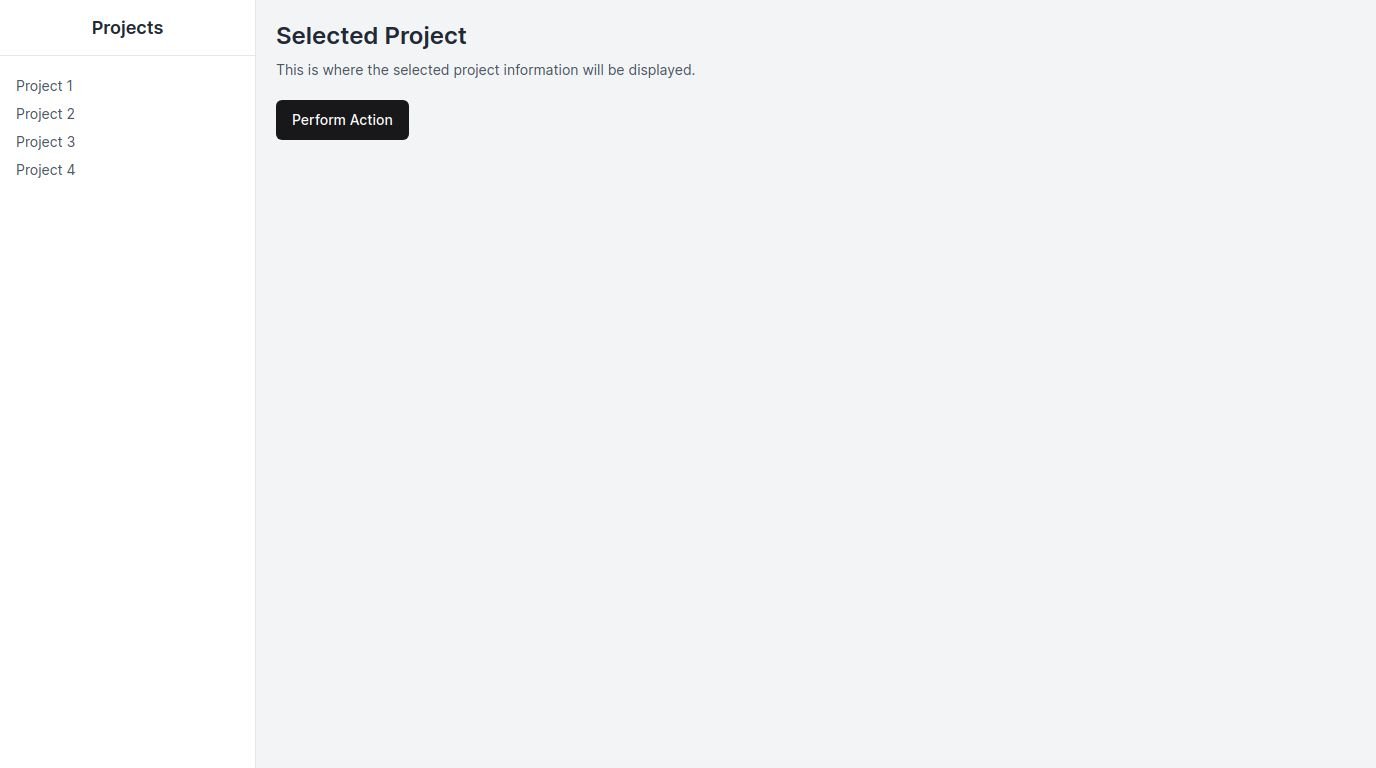 Projects
Project 1
Project 2
Project 3
Project 4
Selected Project
This is where the selected project information will be displayed.
Perform Action